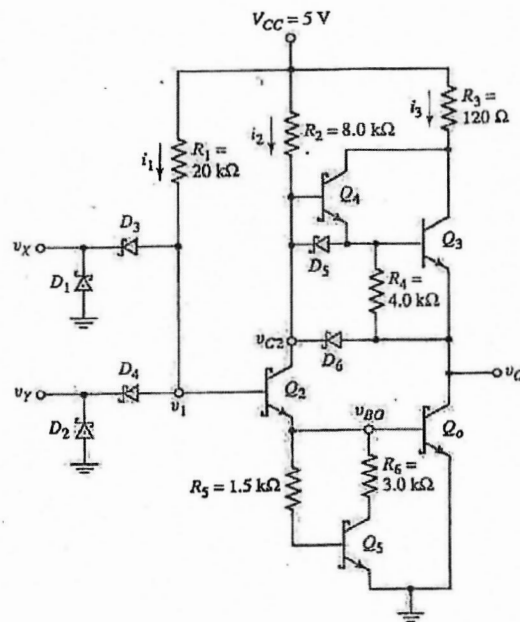 V_CC = 5 V
i_1
R_1 =
20 kΩ
i_2
R_2 = 8.0 kΩ
i_3
R_3 =
120 Ω
Q_4
D_3
v_X
D_1
D_5
Q_3
R_4 =
4.0 kΩ
v_C2
D_6
D_4
v_Y
v_1
Q_2
D_2
v_BO
Q_o
R_5 = 1.5 kΩ
R_6 =
3.0 kΩ
Q_5